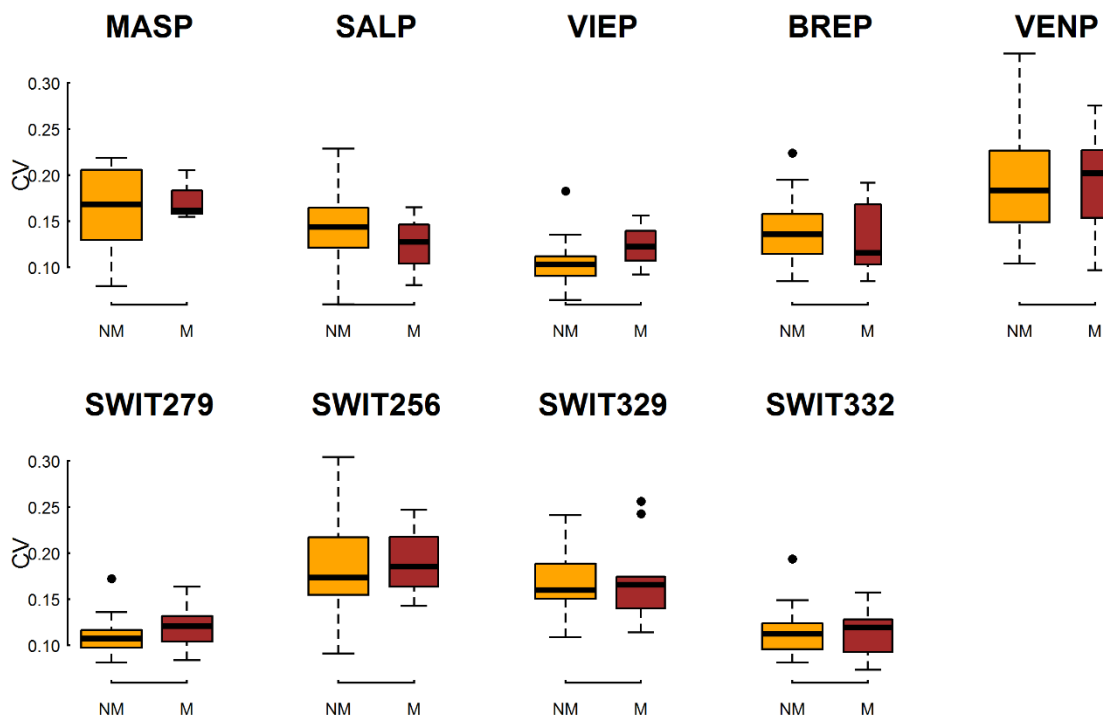 MASP SALP VIEP BREP VENP
0.30
0.25
0.20
0.15
0.10
CV
NM M NM M NM M NM M NM M
SWIT279 SWIT256 SWIT329 SWIT332
0.30
0.25
0.20
0.15
0.10
CV
NM M NM M NM M NM M